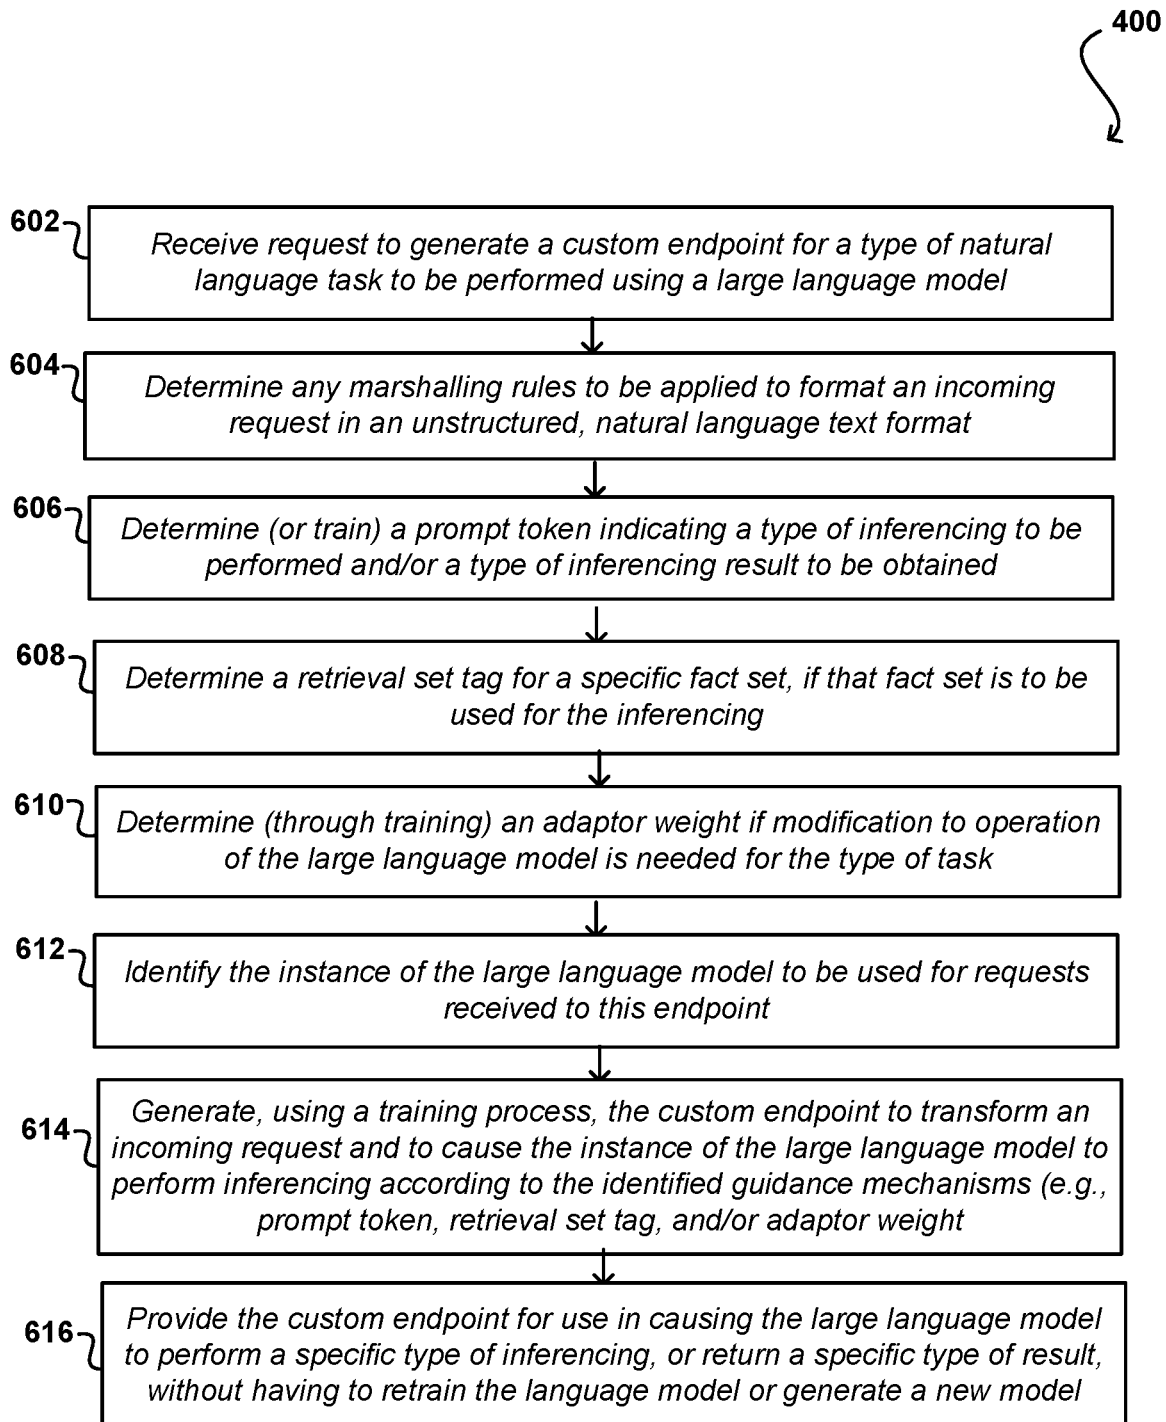 400
602
Receive request to generate a custom endpoint for a type of natural
language task to be performed using a large language model
604
Determine any marshalling rules to be applied to format an incoming
request in an unstructured, natural language text format
606
Determine (or train) a prompt token indicating a type of inferencing to be
performed and/or a type of inferencing result to be obtained
608
Determine a retrieval set tag for a specific fact set, if that fact set is to be
used for the inferencing
610
Determine (through training) an adaptor weight if modification to operation
of the large language model is needed for the type of task
612
Identify the instance of the large language model to be used for requests
received to this endpoint
614
Generate, using a training process, the custom endpoint to transform an
incoming request and to cause the instance of the large language model to
perform inferencing according to the identified guidance mechanisms (e.g.,
prompt token, retrieval set tag, and/or adaptor weight
616
Provide the custom endpoint for use in causing the large language model
to perform a specific type of inferencing, or return a specific type of result,
without having to retrain the language model or generate a new model